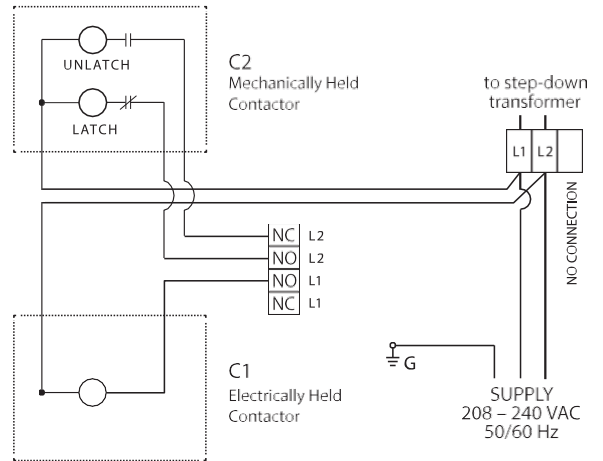 UNLATCH
LATCH
C2
Mechanically Held
Contactor
to step-down
transformer
L1 L2
NO CONNECTION
NC L2
NO L2
NO L1
NC L1
C1
Electrically Held
Contactor
G
SUPPLY
208 – 240 VAC
50/60 Hz